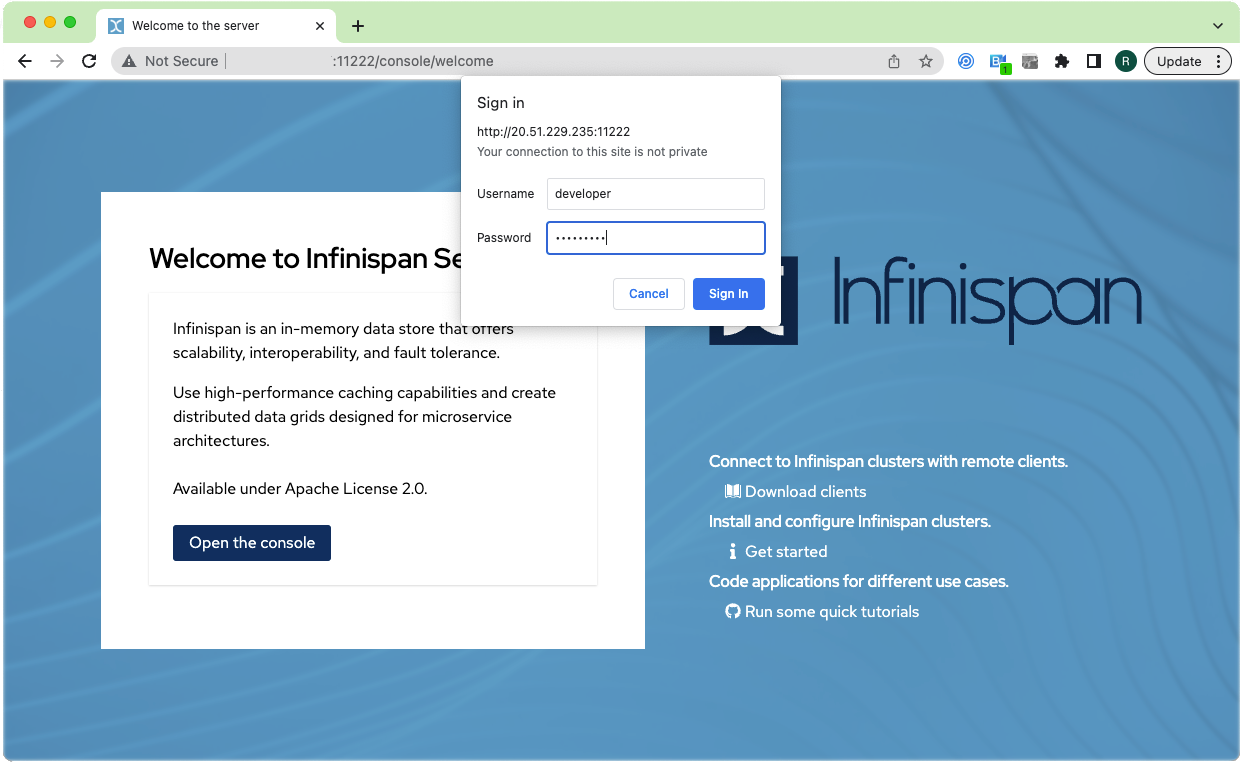 Welcome to the server
Not Secure
:11222/console/welcome
B
1
R
Update
Sign in
http://20.51.229.235:11222
Your connection to this site is not private
Username
developer
Password
•••••••••
Cancel
Sign In
Welcome to Infinispan Se
Infinispan is an in-memory data store that offers
scalability, interoperability, and fault tolerance.
Use high-performance caching capabilities and create
distributed data grids designed for microservice
architectures.
Available under Apache License 2.0.
Open the console
Infinispan
Connect to Infinispan clusters with remote clients.
Download clients
Install and configure Infinispan clusters.
Get started
Code applications for different use cases.
Run some quick tutorials